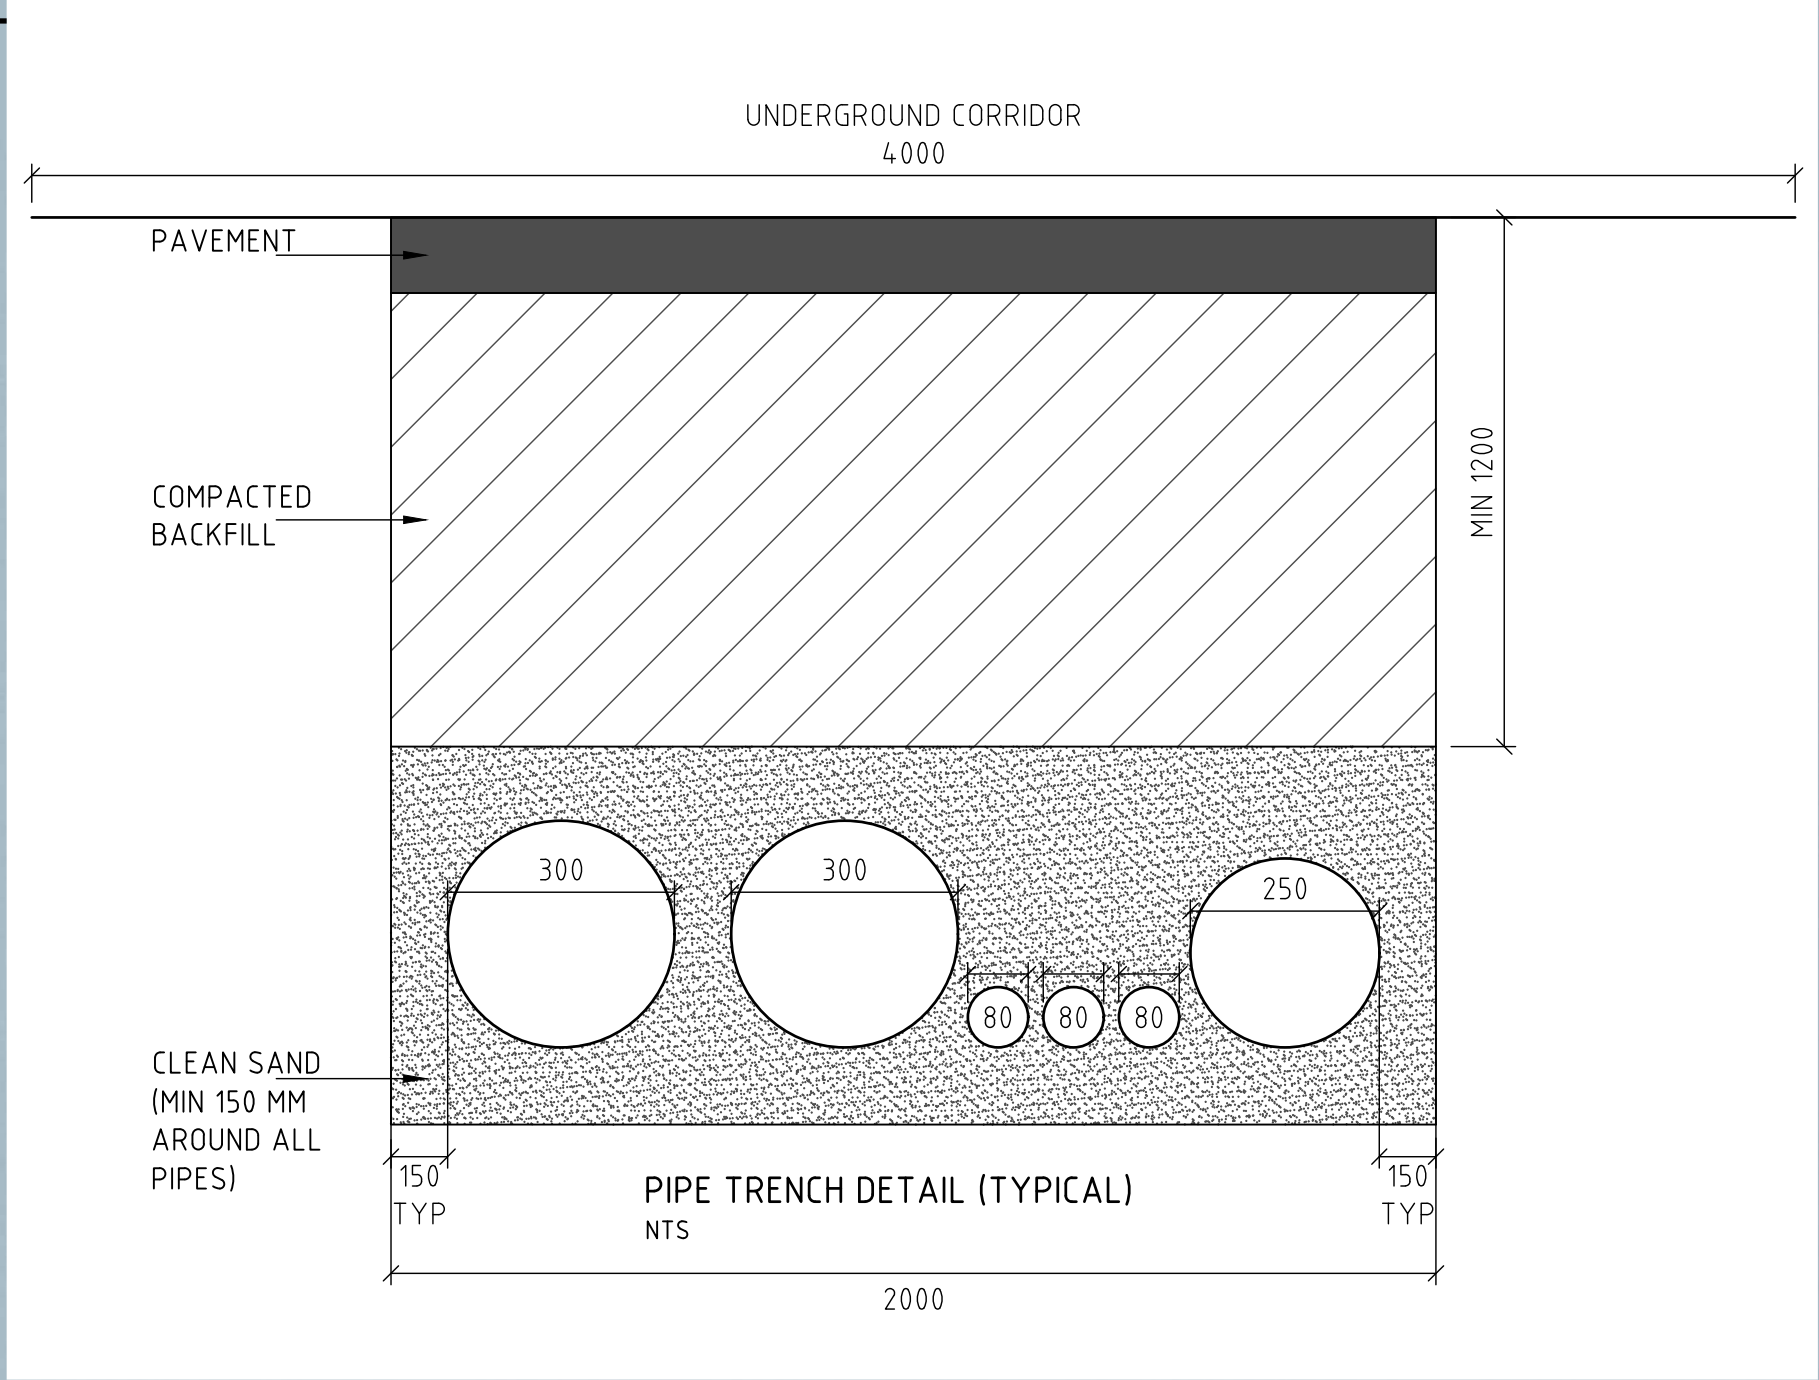 UNDERGROUND CORRIDOR
4000
PAVEMENT
COMPACTED
BACKFILL
MIN 1200
300
300
250
80
80
80
CLEAN SAND
(MIN 150 MM
AROUND ALL
PIPES)
150
TYP
150
TYP
PIPE TRENCH DETAIL (TYPICAL)
NTS
2000